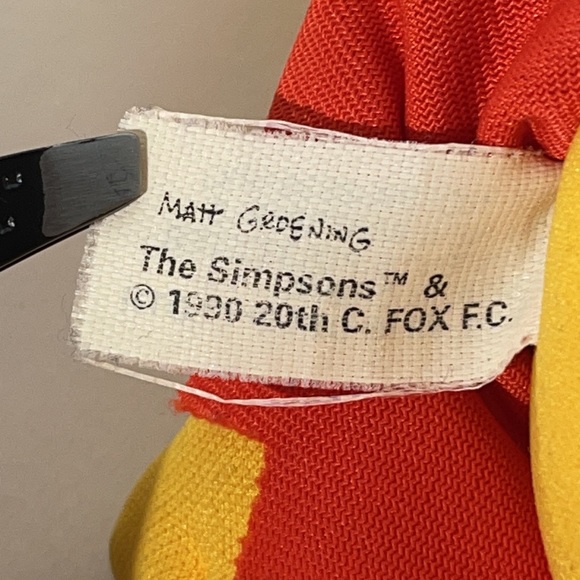 MATT GROENING
The Simpsons™ &
© 1990 20th C. FOX F.C.